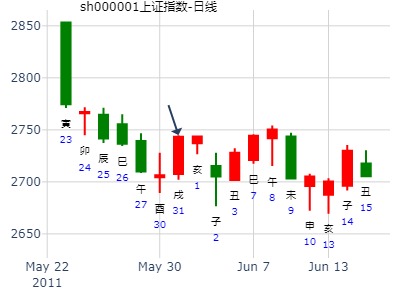 sh000001上证指数-日线
2850
2800
2750
2700
2650
寅
23
卯
24
辰
25
巳
26
午
27
酉
30
戌
31
亥
1
子
2
丑
3
巳
7
午
8
未
9
申
10
亥
13
子
14
丑
15
May 22
2011
May 30
Jun 7
Jun 13